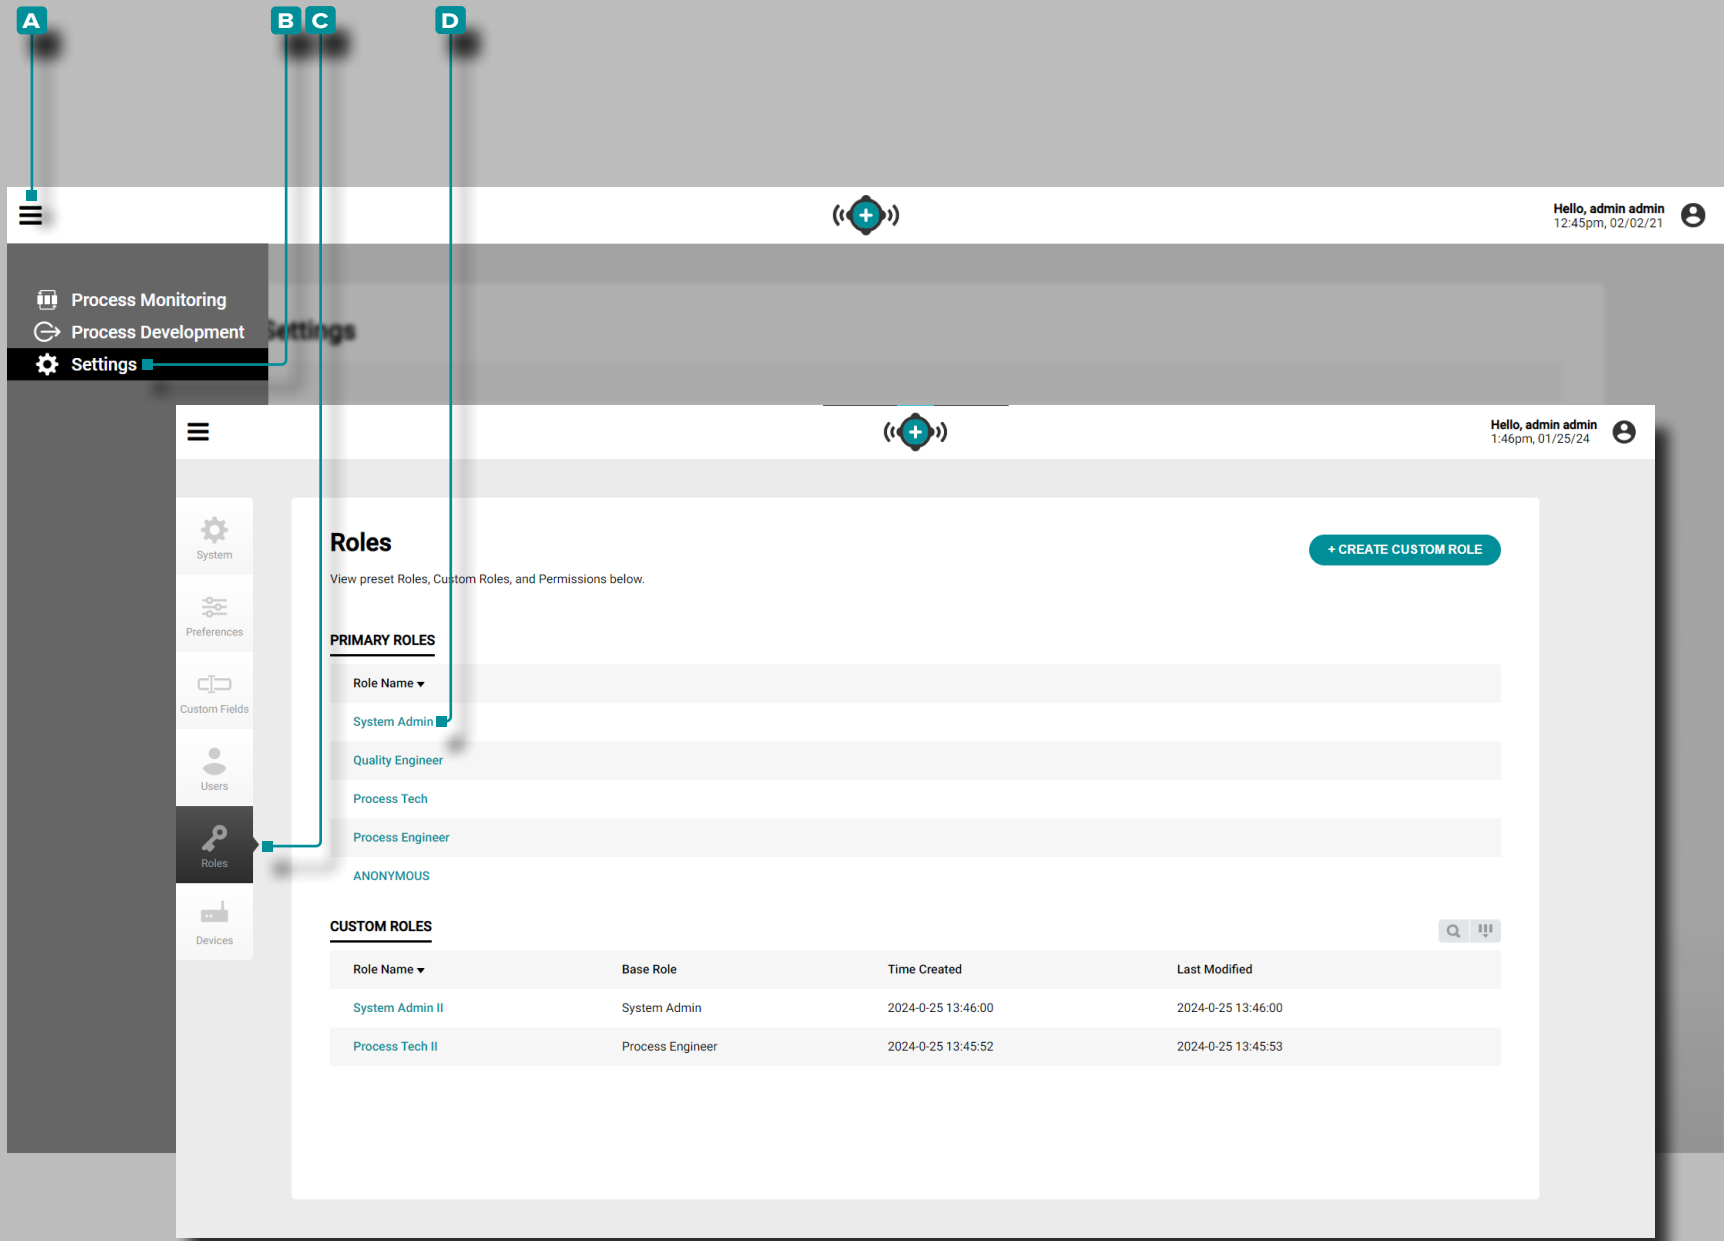 A B C D
Hello, admin admin
12:45pm, 02/02/21
Process Monitoring
Process Development
Settings
Settings
Hello, admin admin
1:46pm, 01/25/24
System
Preferences
Custom Fields
Users
Roles
Devices
Roles
+ CREATE CUSTOM ROLE
View preset Roles, Custom Roles, and Permissions below.
PRIMARY ROLES
Role Name
System Admin
Quality Engineer
Process Tech
Process Engineer
ANONYMOUS
CUSTOM ROLES
Role Name Base Role Time Created Last Modified
System Admin II System Admin 2024-0-25 13:46:00 2024-0-25 13:46:00
Process Tech II Process Engineer 2024-0-25 13:45:52 2024-0-25 13:45:53